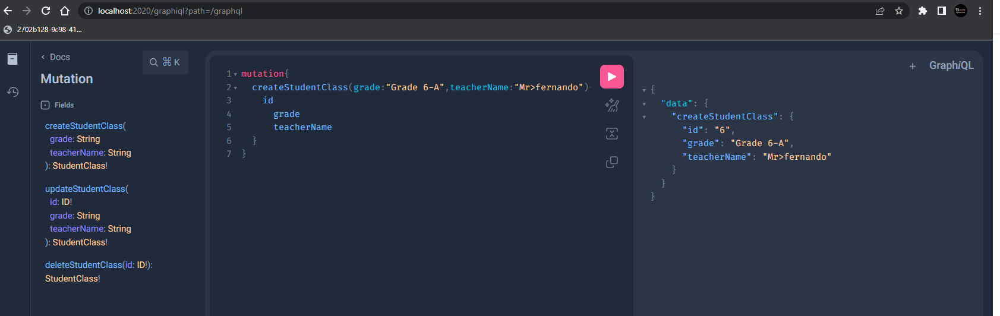 localhost:2020/graphiql?path=/graphql
2702b128-9c98-41...
Docs
⌘ K
Mutation
Fields
createStudentClass(
grade: String
teacherName: String
): StudentClass!
updateStudentClass(
id: ID!
grade: String
teacherName: String
): StudentClass!
deleteStudentClass(id: ID!):
StudentClass!
1 mutation{
2 createStudentClass(grade:"Grade 6-A",teacherName:"Mr>fernando")
3 id
4 grade
5 teacherName
6 }
7 }
+ GraphiQL
{
"data": {
"createStudentClass": {
"id": "6",
"grade": "Grade 6-A",
"teacherName": "Mr>fernando"
}
}
}